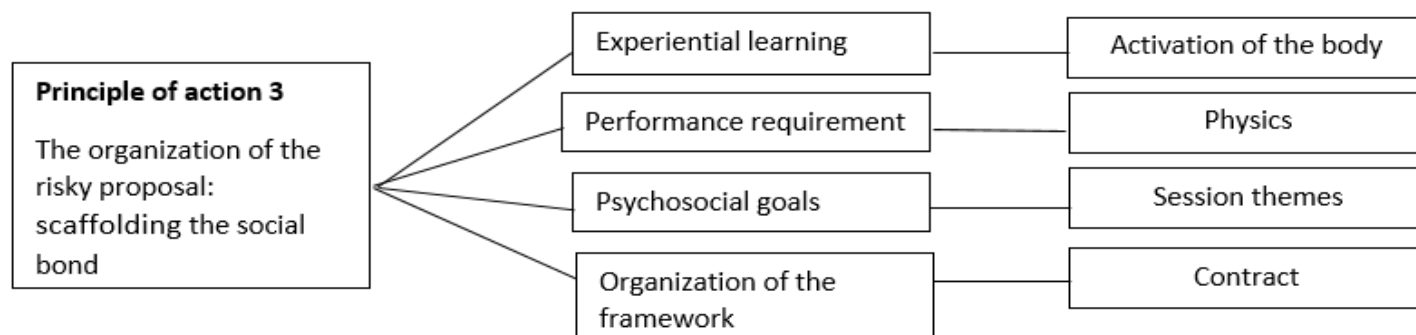 Principle of action 3
The organization of the
risky proposal:
scaffolding the social
bond
Experiential learning
Activation of the body
Performance requirement
Physics
Psychosocial goals
Session themes
Organization of the
framework
Contract